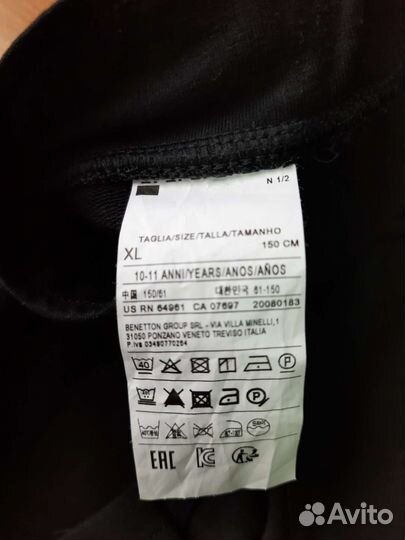 N 1/2
TAGLIA/SIZE/TALLA/TAMANHO
XL 150 CM
10-11 ANNI/YEARS/ANOS/AÑOS
中国 150/61 대한민국 61-150
US RN 64961 CA 07697 20080183
BENETTON GROUP SRL - VIA VILLA MINELLI,1
31050 PONZANO VENETO TREVISO ITALIA
P.IVA 03490770264
40 P
P
EAC
Avito